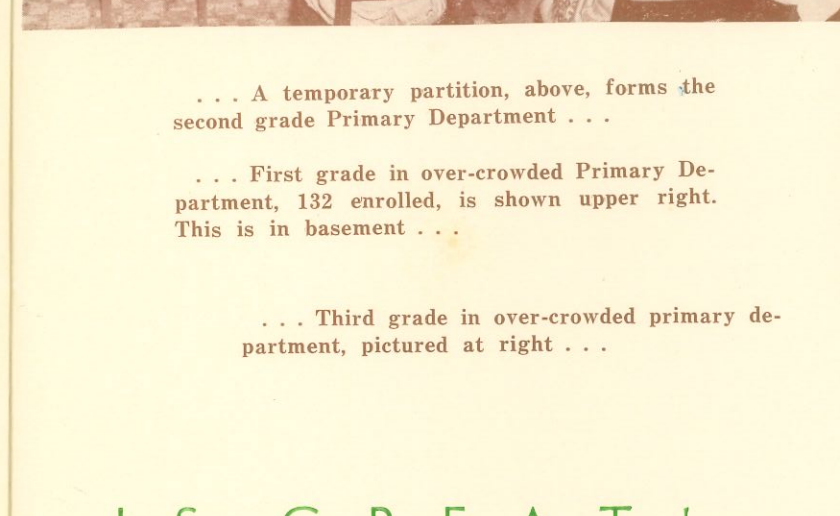 . . . A temporary partition, above, forms the
second grade Primary Department . . .
. . . First grade in over-crowded Primary De-
partment, 132 enrolled, is shown upper right.
This is in basement . . .
. . . Third grade in over-crowded primary de-
partment, pictured at right . . .
I S G R E A T !